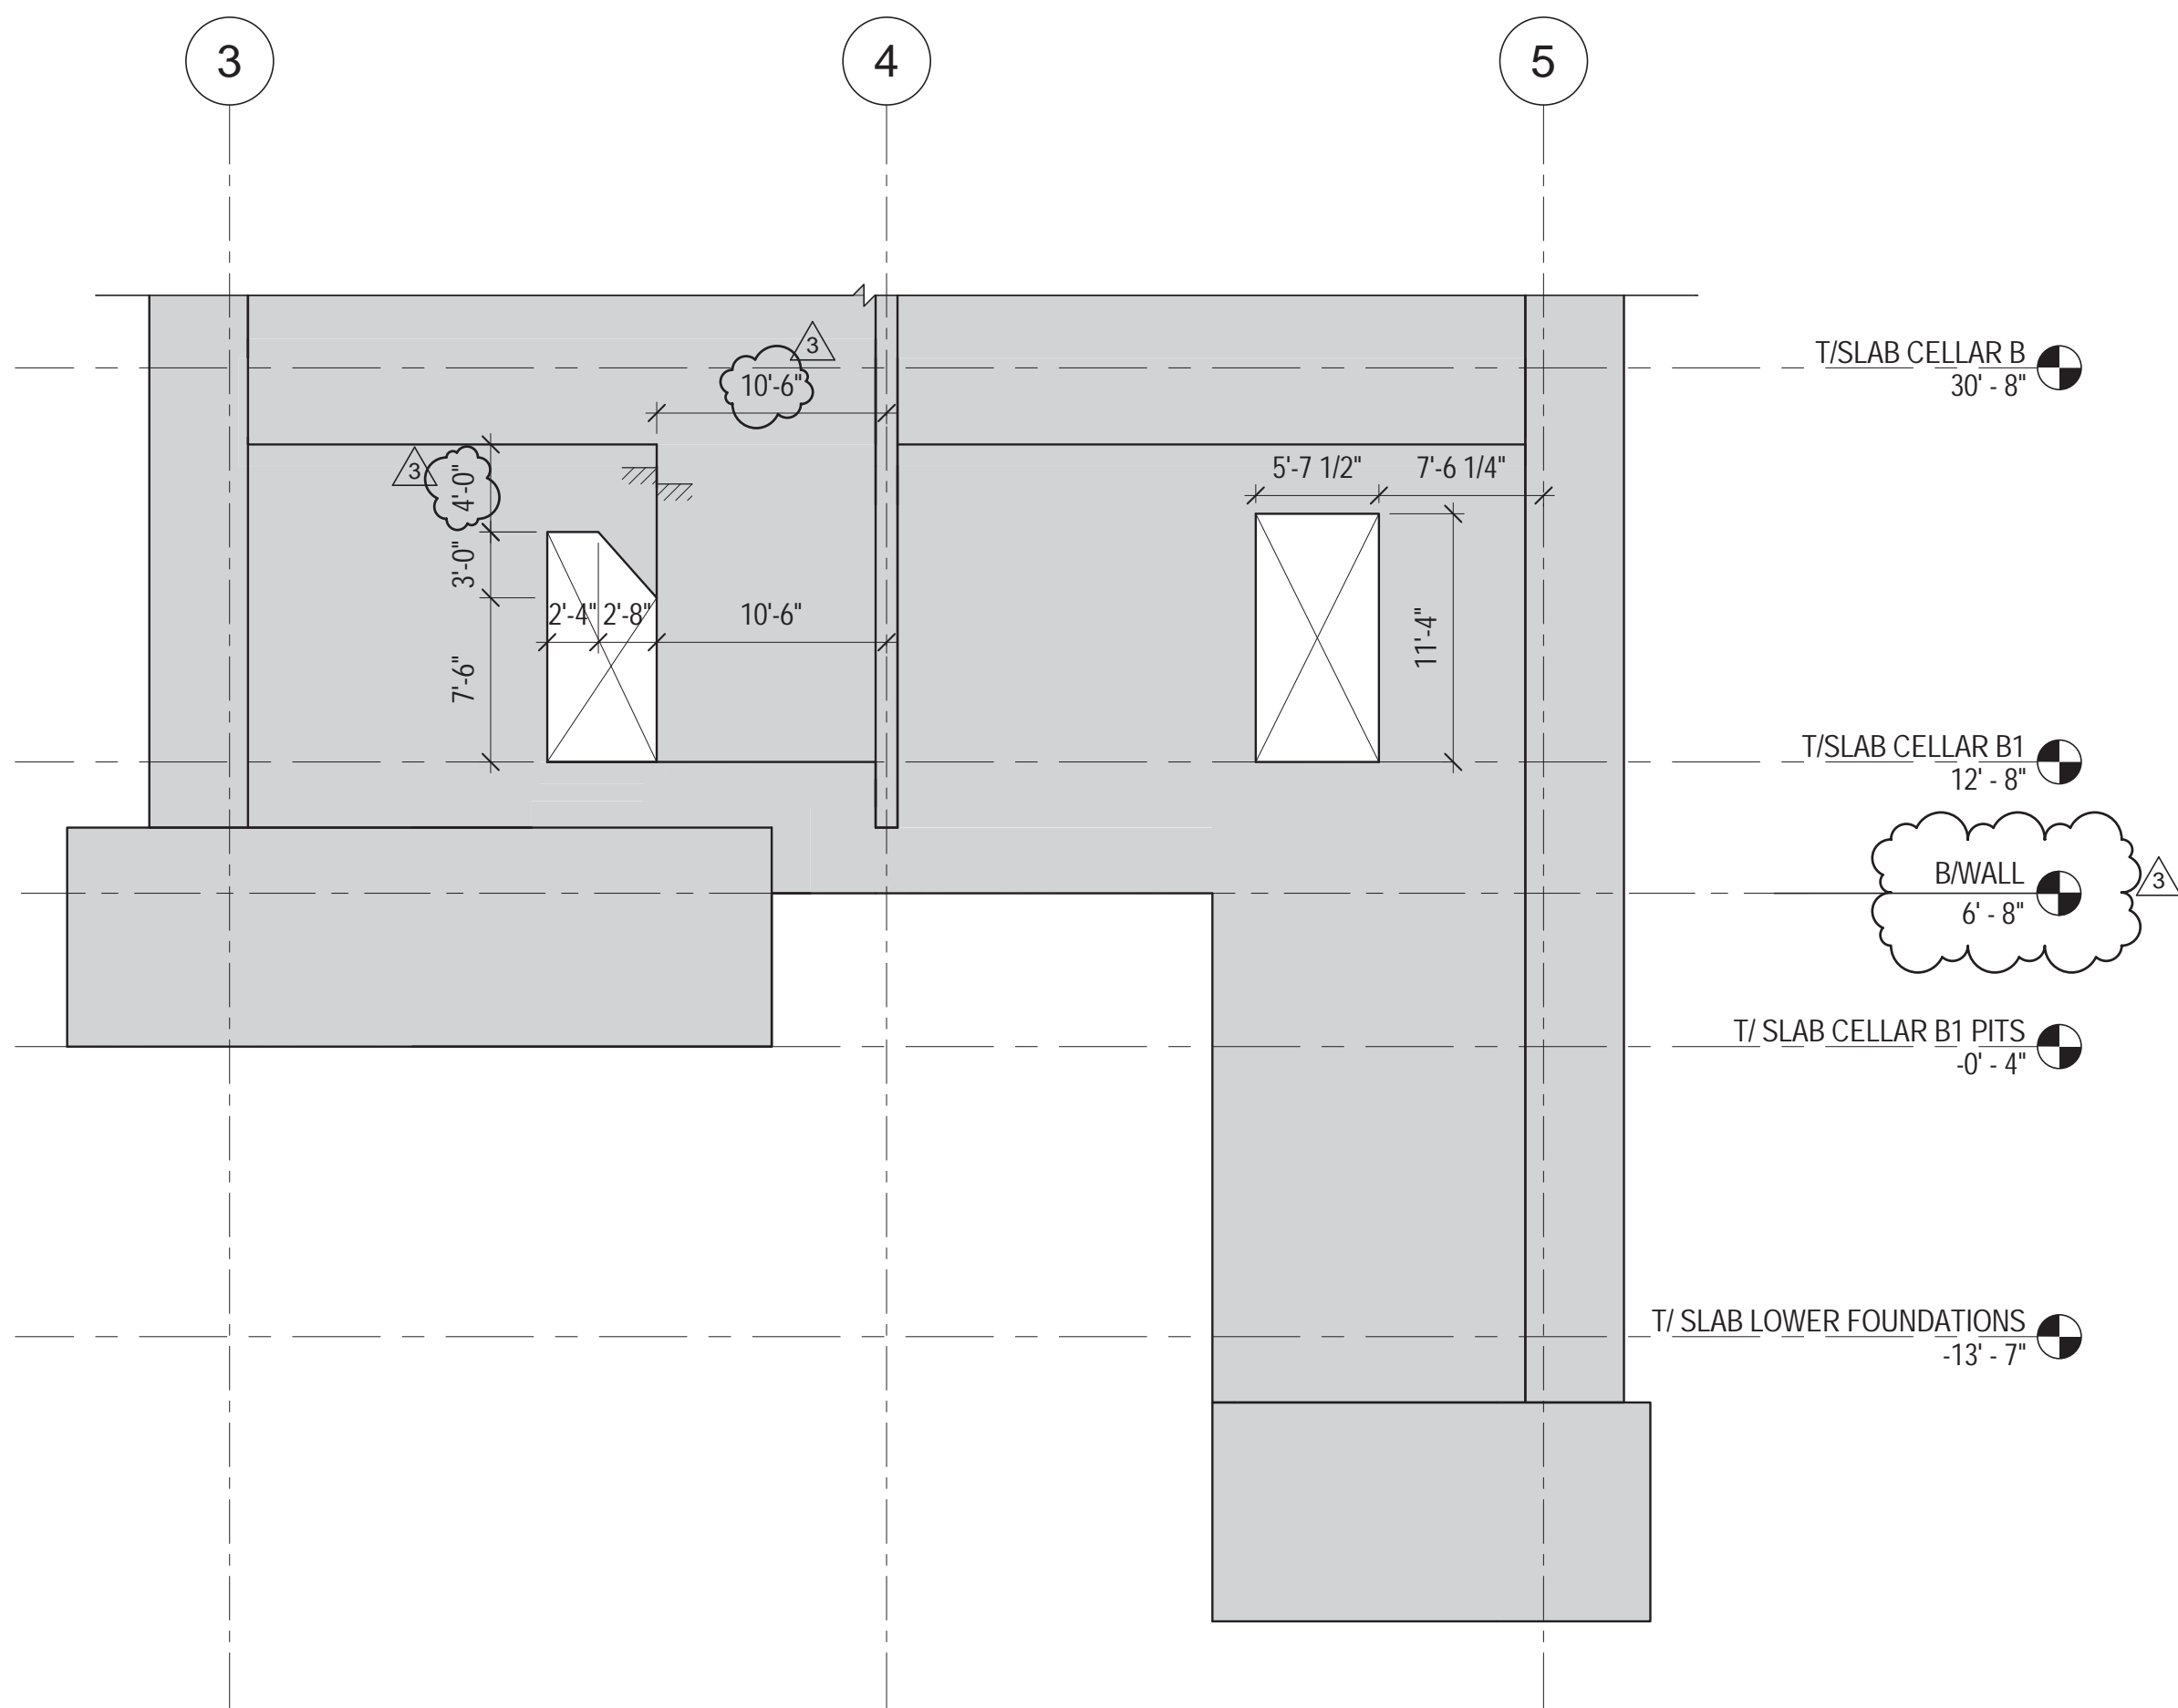 3
4
5
3
10'-6"
T/SLAB CELLAR B
30' - 8"
3
4'-0"
5'-7 1/2"
7'-6 1/4"
3'-0"
2'-4"
2'-8"
10'-6"
11'-4"
7'-6"
T/SLAB CELLAR B1
12' - 8"
B/WALL
3
6' - 8"
T/ SLAB CELLAR B1 PITS
-0' - 4"
T/ SLAB LOWER FOUNDATIONS
-13' - 7"